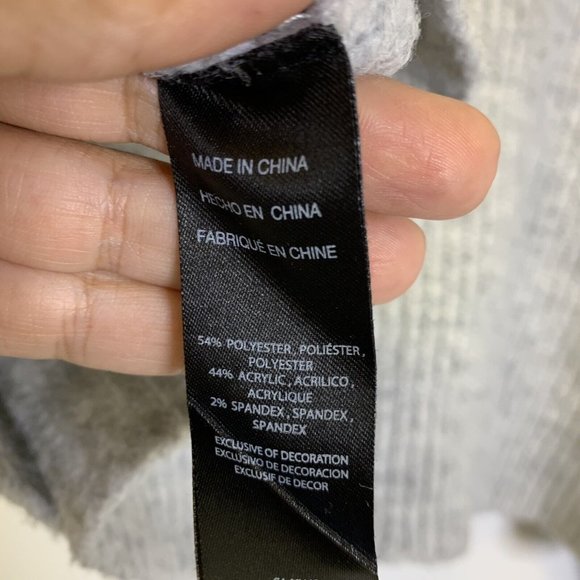 MADE IN CHINA
HECHO EN CHINA
FABRIQUÉ EN CHINE
54% POLYESTER, POLIÉSTER,
POLYESTER
44% ACRYLIC, ACRILICO,
ACRYLIQUE
2% SPANDEX, SPANDEX,
SPANDEX
EXCLUSIVE OF DECORATION
EXCLUSIVO DE DECORACION
EXCLUSIF DE DECOR